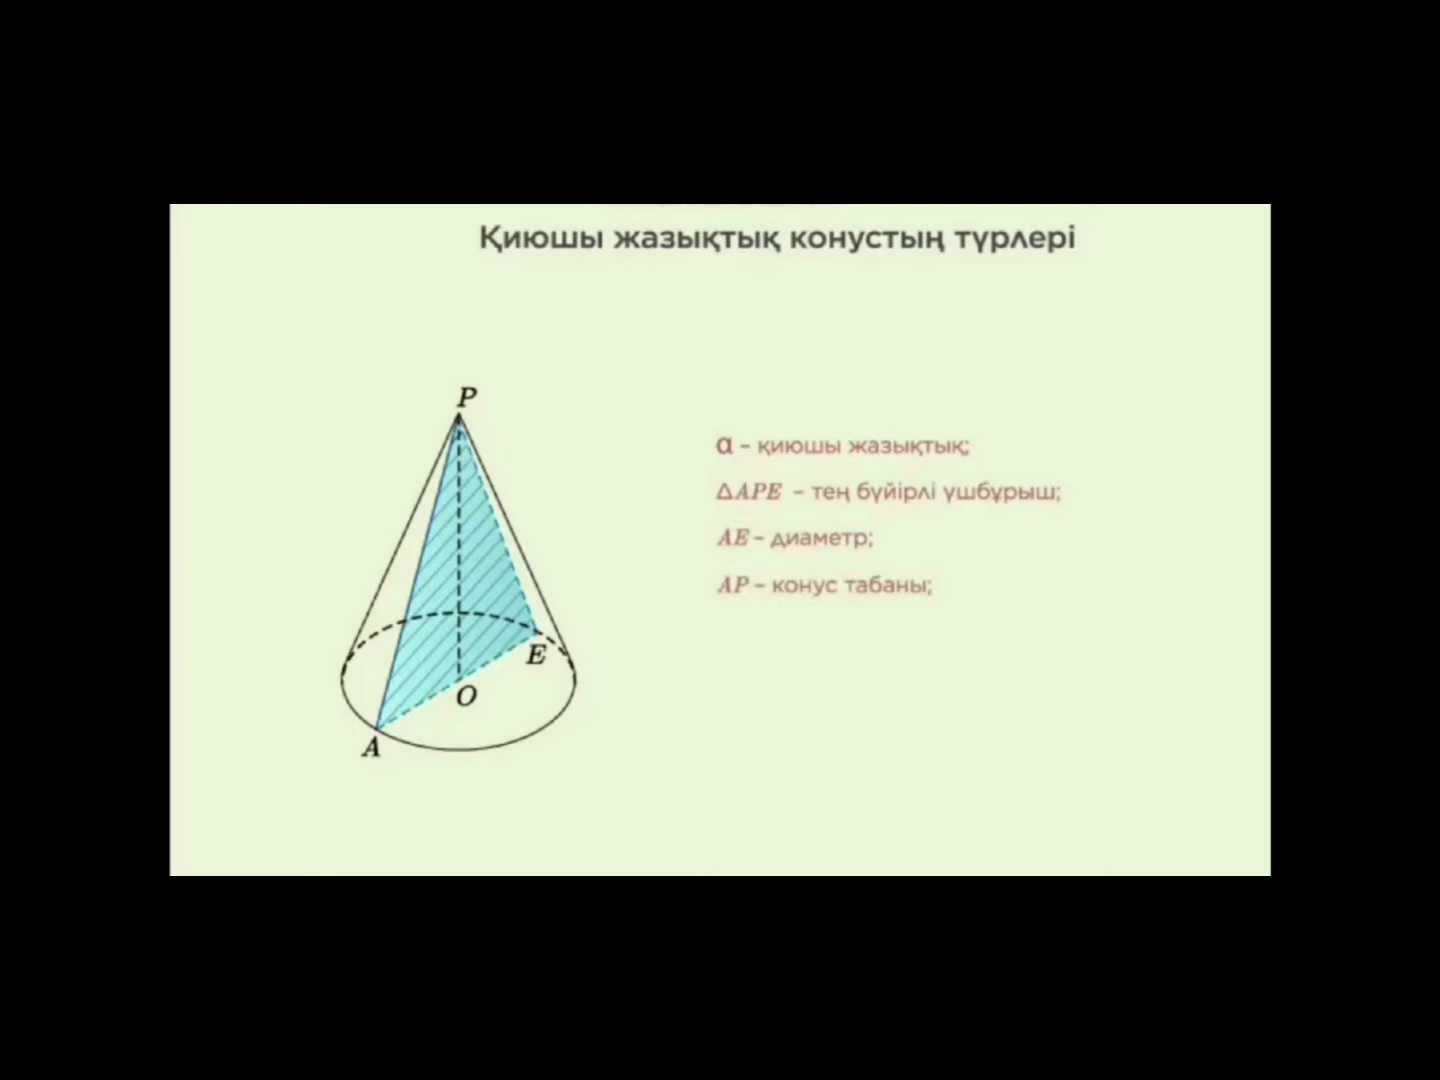 Қиюшы жазықтық конустың түрлері
P
α – қиюшы жазықтық;
ΔAPE – тең бүйірлі үшбұрыш;
AE – диаметр;
AP – конус табаны;
E
O
A